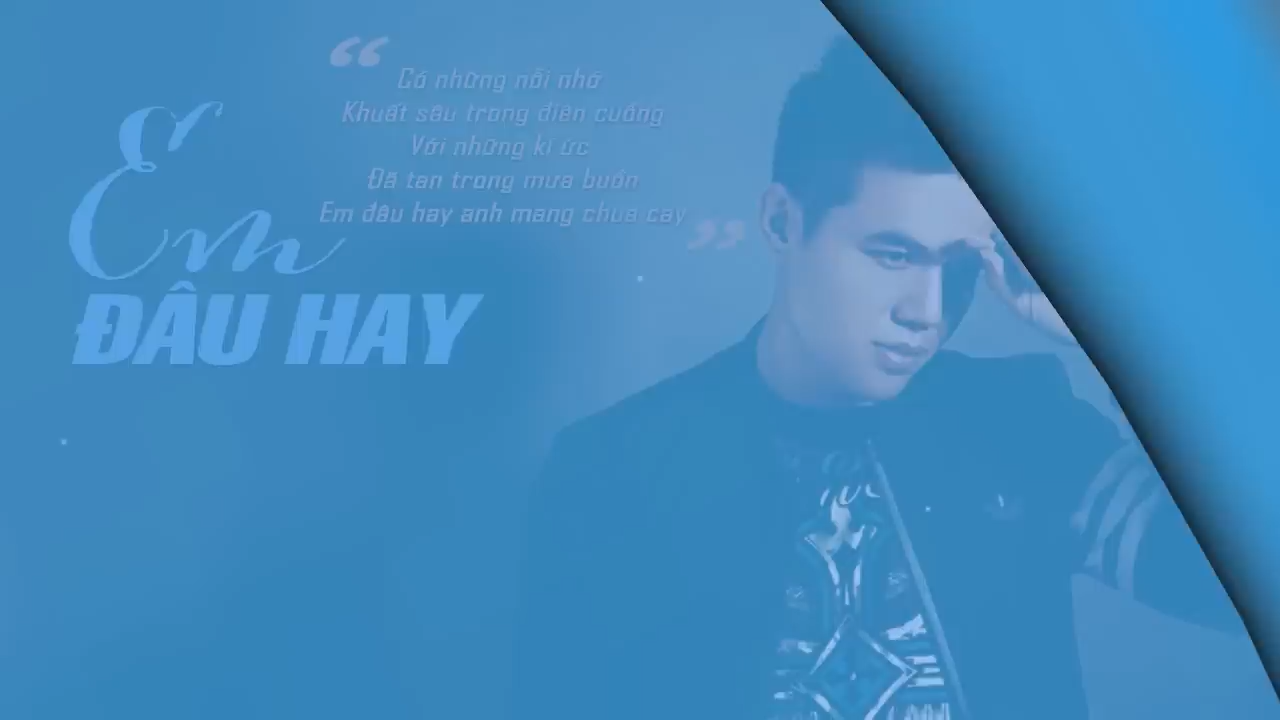 Có những nỗi nhớ
Khuất sâu trong điên cuồng
Với những kí ức
Đã tan trong mưa buồn
Em đâu hay anh mang chua cay
Em
ĐÂU HAY